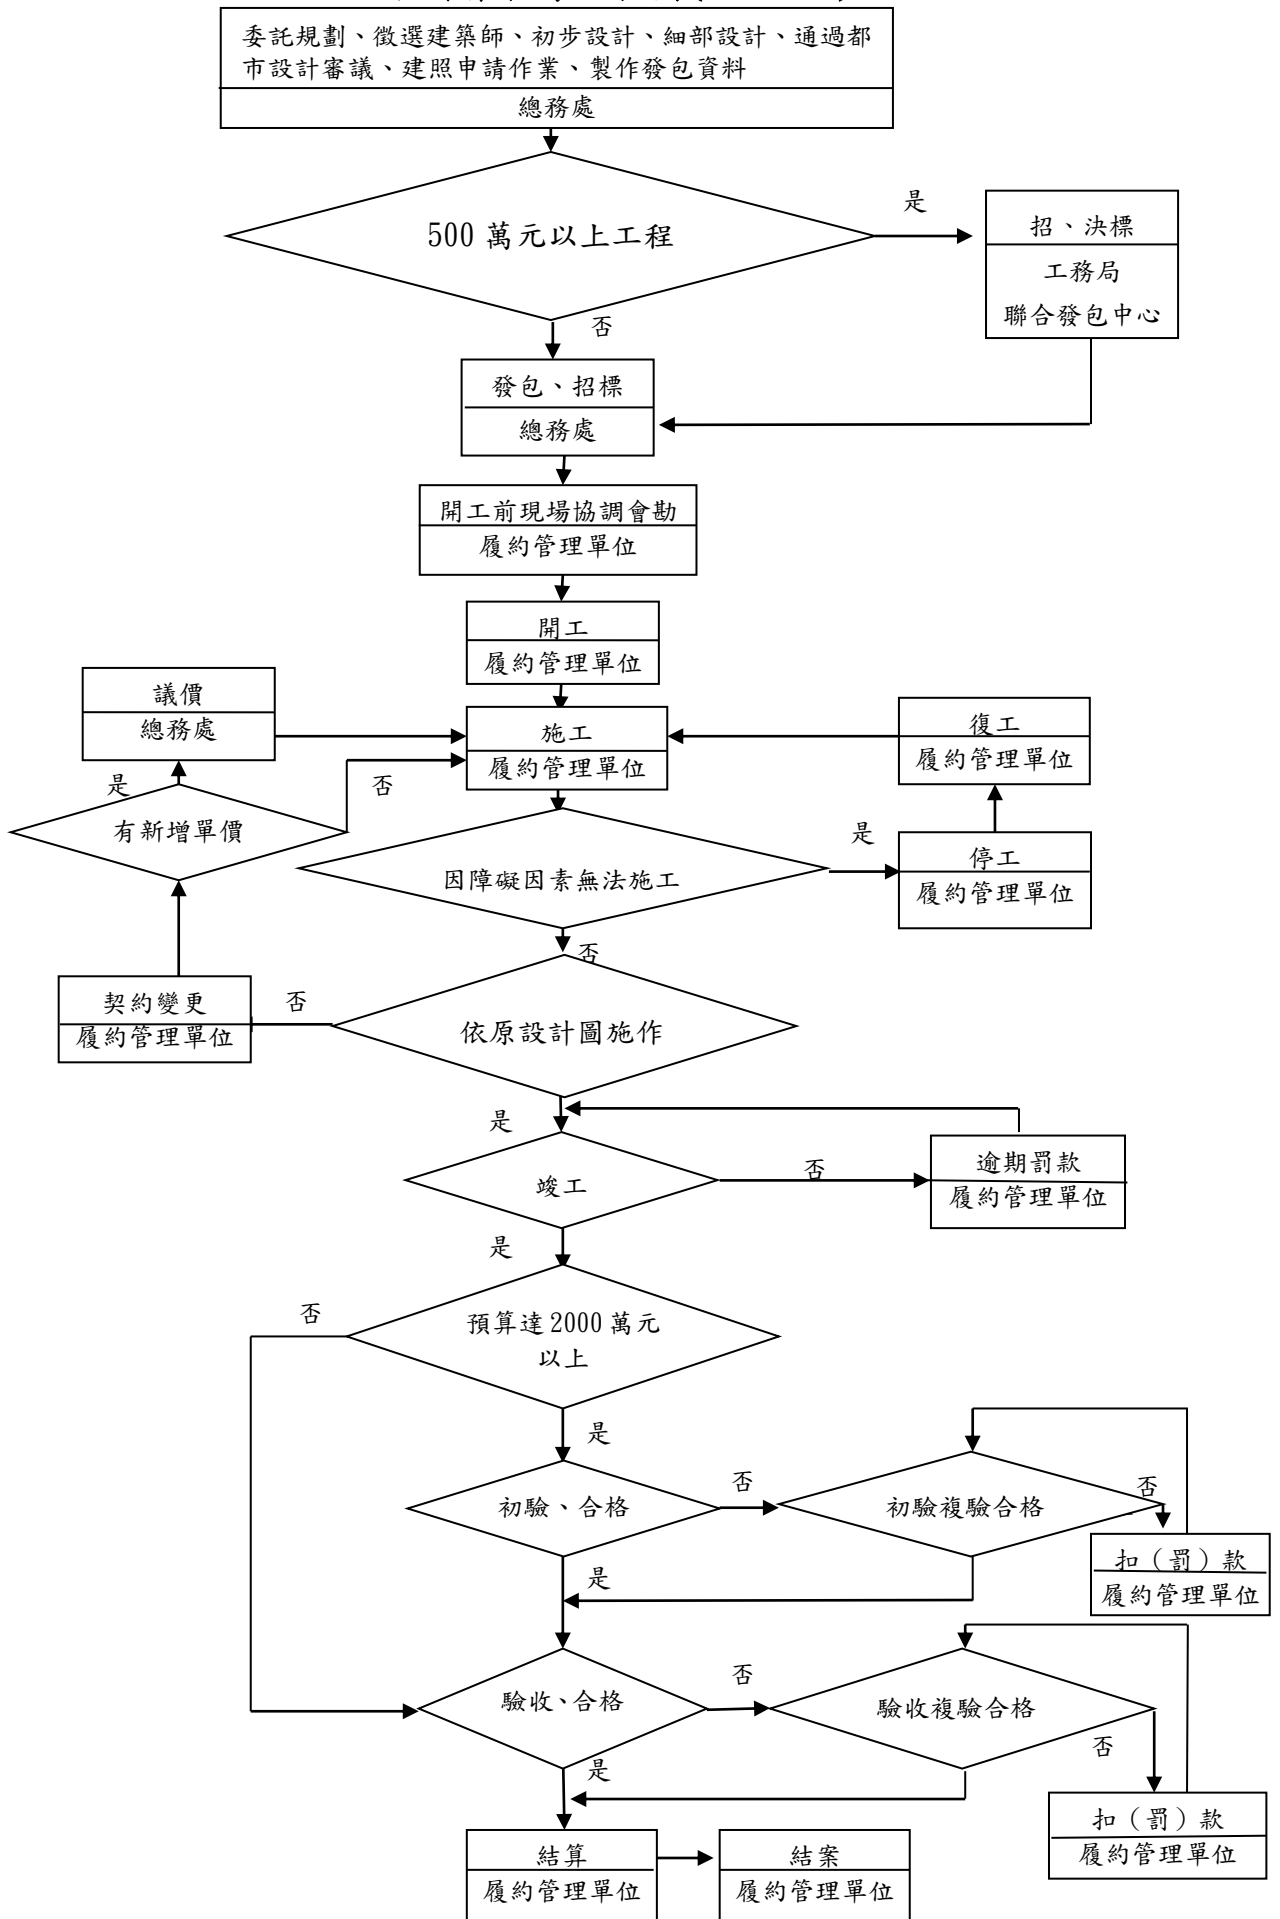 委託規劃、徵選建築師、初步設計、細部設計、通過都
市設計審議、建照申請作業、製作發包資料
總務處
500 萬元以上工程
是
招、決標
工務局
聯合發包中心
否
發包、招標
總務處
開工前現場協調會勘
履約管理單位
開工
履約管理單位
議價
總務處
施工
履約管理單位
復工
履約管理單位
是
否
有新增單價
因障礙因素無法施工
是
停工
履約管理單位
否
契約變更
履約管理單位
否
依原設計圖施作
是
竣工
否
逾期罰款
履約管理單位
是
否
預算達 2000 萬元
以上
是
初驗、合格
否
初驗複驗合格
否
扣（罰）款
履約管理單位
是
驗收、合格
否
驗收複驗合格
否
扣（罰）款
履約管理單位
是
結算
履約管理單位
結案
履約管理單位